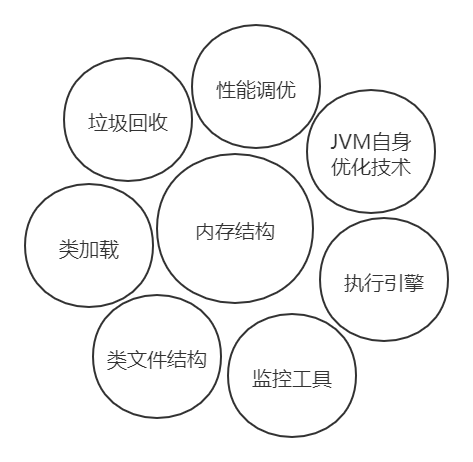 性能调优
垃圾回收
JVM自身
优化技术
内存结构
类加载
执行引擎
类文件结构
监控工具